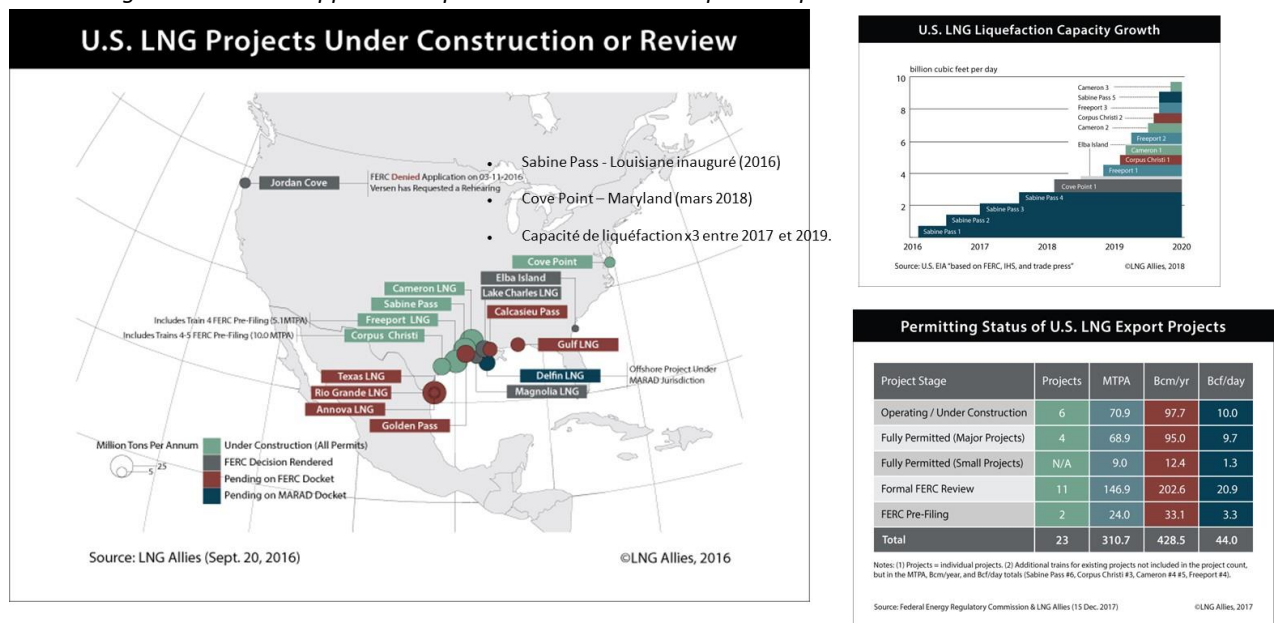 U.S. LNG Projects Under Construction or Review
Jordan Cove
FERC Denied Application on 03-11-2016
Versen has Requested a Rehearing
• Sabine Pass - Louisiane inauguré (2016)
• Cove Point – Maryland (mars 2018)
• Capacité de liquéfaction x3 entre 2017 et 2019.
Cove Point
Elba Island
Lake Charles LNG
Calcasieu Pass
Cameron LNG
Sabine Pass
Freeport LNG
Corpus Christi
Includes Train 4 FERC Pre-Filing (5.1MTPA)
Includes Trains 4-5 FERC Pre-Filing (10.0 MTPA)
Gulf LNG
Delfin LNG
Magnolia LNG
Offshore Project Under
MARAD Jurisdiction
Texas LNG
Rio Grande LNG
Annova LNG
Golden Pass
Million Tons Per Annum
25
5
Under Construction (All Permits)
FERC Decision Rendered
Pending on FERC Docket
Pending on MARAD Docket
Source: LNG Allies (Sept. 20, 2016)
©LNG Allies, 2016
U.S. LNG Liquefaction Capacity Growth
billion cubic feet per day
10
8
6
4
2
Cameron 3
Sabine Pass 5
Freeport 3
Corpus Christi 2
Cameron 2
Freeport 2
Elba Island
Cameron 1
Corpus Christi 1
Freeport 1
Cove Point 1
Sabine Pass 4
Sabine Pass 3
Sabine Pass 2
Sabine Pass 1
2016 2017 2018 2019 2020
Source: U.S. EIA "based on FERC, IHS, and trade press"
©LNG Allies, 2018
Permitting Status of U.S. LNG Export Projects
Project Stage Projects MTPA Bcm/yr Bcf/day
Operating / Under Construction 6 70.9 97.7 10.0
Fully Permitted (Major Projects) 4 68.9 95.0 9.7
Fully Permitted (Small Projects) N/A 9.0 12.4 1.3
Formal FERC Review 11 146.9 202.6 20.9
FERC Pre-Filing 2 24.0 33.1 3.3
Total 23 310.7 428.5 44.0
Notes: (1) Projects = individual projects. (2) Additional trains for existing projects not included in the project count,
but in the MTPA, Bcm/year, and Bcf/day totals (Sabine Pass #6, Corpus Christi #3, Cameron #4 #5, Freeport #4).
Source: Federal Energy Regulatory Commission & LNG Allies (15 Dec. 2017)
©LNG Allies, 2017